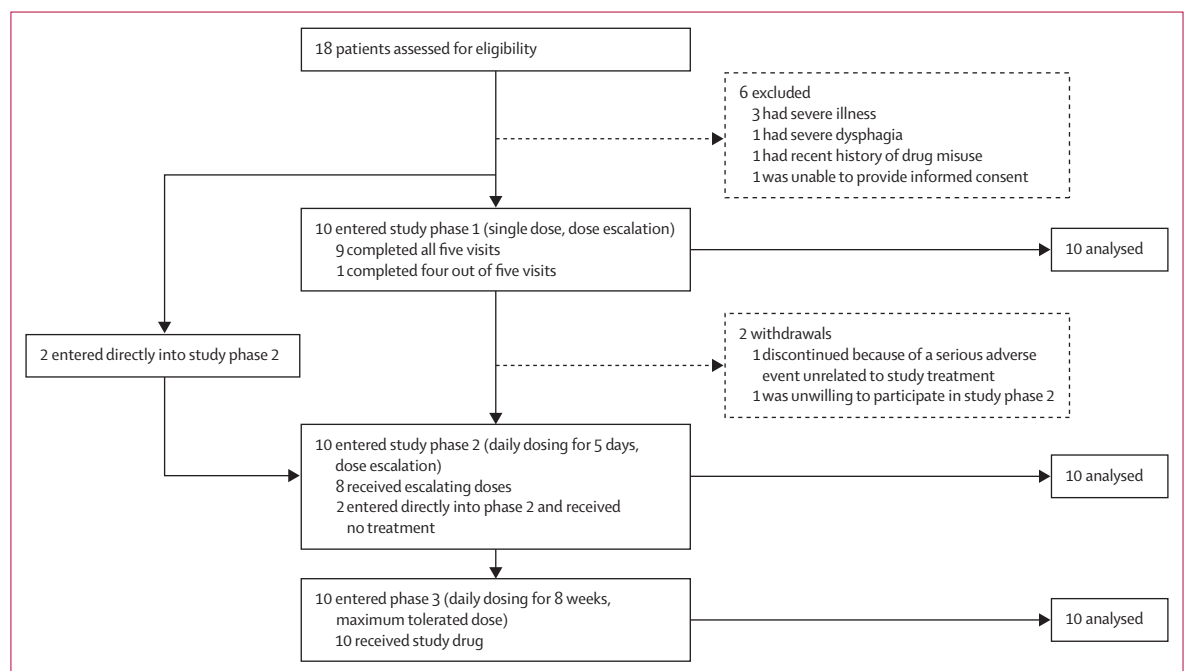 18 patients assessed for eligibility
6 excluded
3 had severe illness
1 had severe dysphagia
1 had recent history of drug misuse
1 was unable to provide informed consent
10 entered study phase 1 (single dose, dose escalation)
9 completed all five visits
1 completed four out of five visits
10 analysed
2 entered directly into study phase 2
2 withdrawals
1 discontinued because of a serious adverse
event unrelated to study treatment
1 was unwilling to participate in study phase 2
10 entered study phase 2 (daily dosing for 5 days,
dose escalation)
8 received escalating doses
2 entered directly into phase 2 and received
no treatment
10 analysed
10 entered phase 3 (daily dosing for 8 weeks,
maximum tolerated dose)
10 received study drug
10 analysed